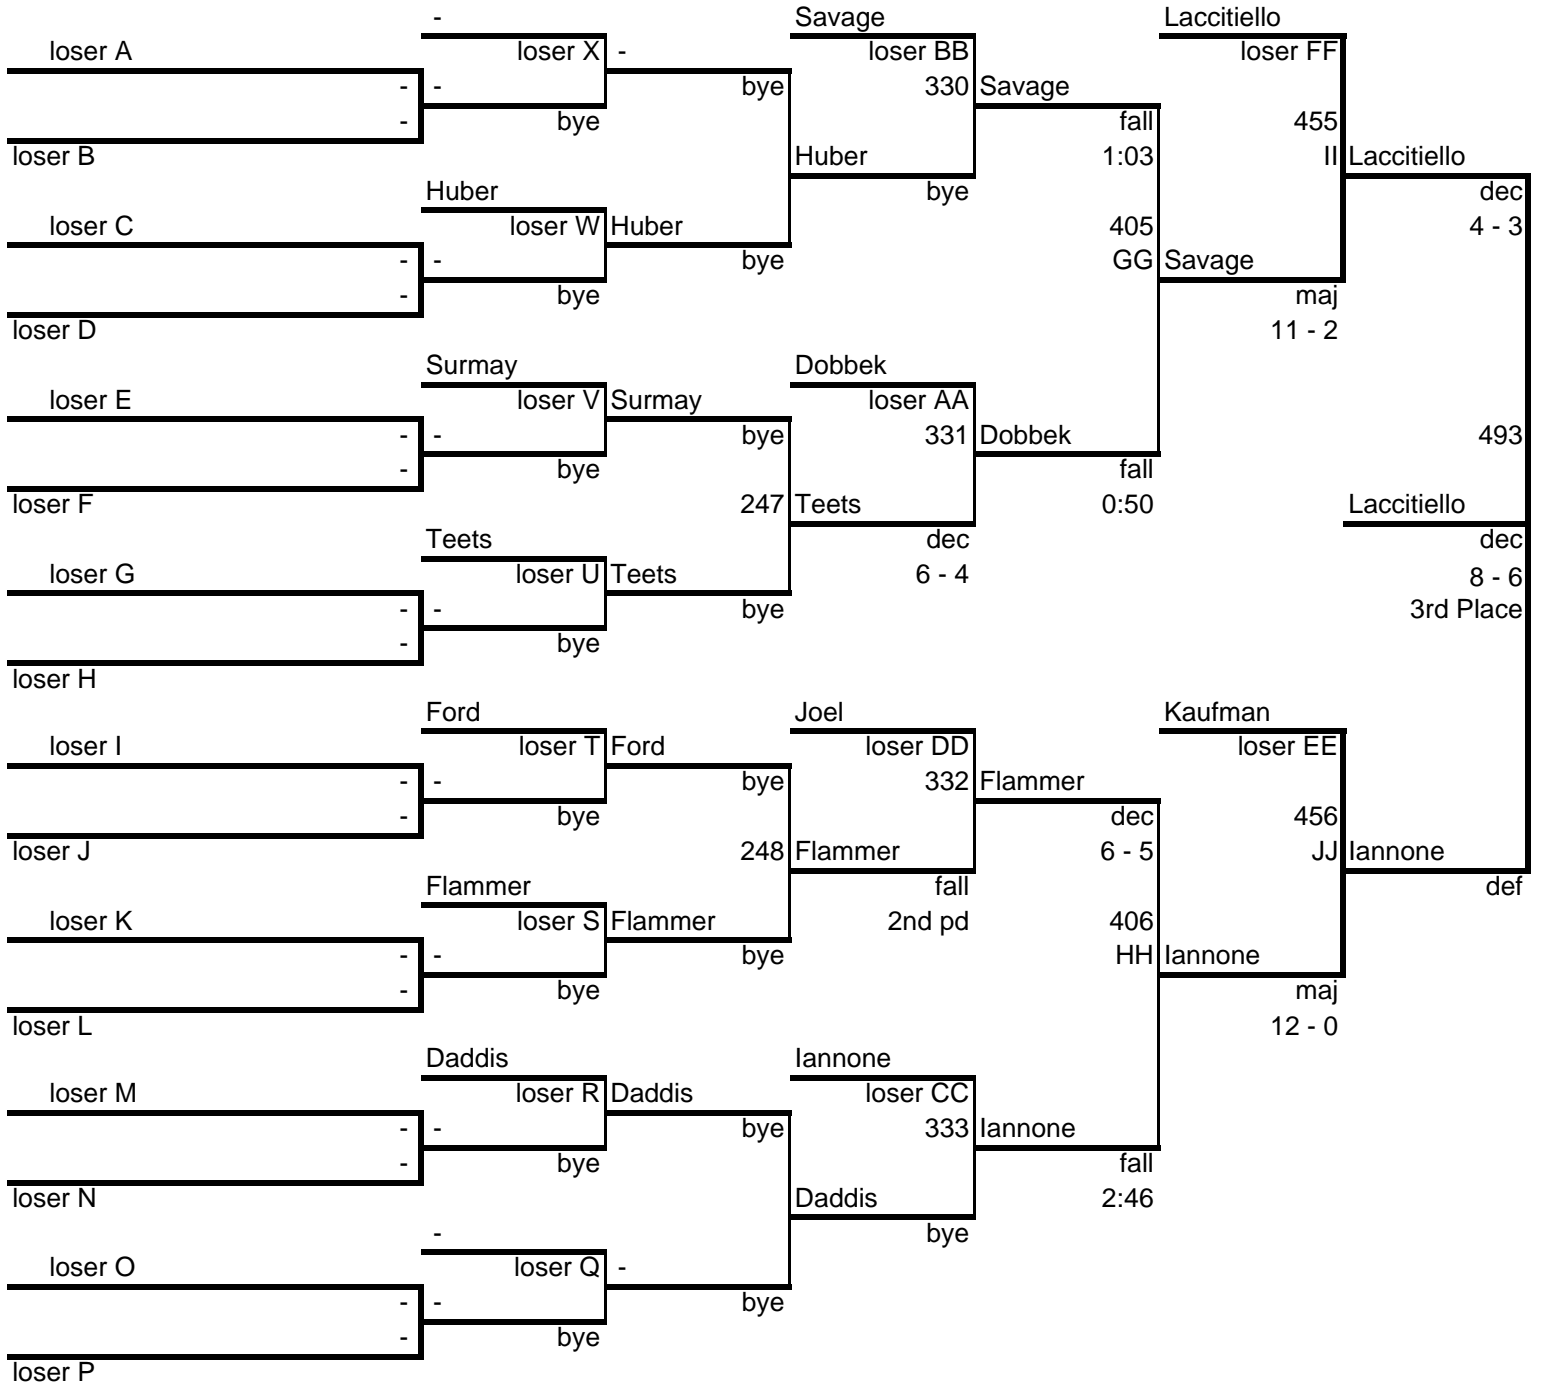 - Savage Laccitiello
loser A loser X - loser BB loser FF
- - bye 330 Savage
- bye fall 455
loser B Huber 1:03 II Laccitiello
Huber bye dec
loser C loser W Huber 405 4 - 3
- - bye GG Savage
- bye maj
loser D 11 - 2
Surmay Dobbek
loser E loser V Surmay loser AA
- - bye 331 Dobbek 493
- bye fall
loser F 247 Teets 0:50 Laccitiello
Teets dec dec
loser G loser U Teets 6 - 4 8 - 6
- - bye 3rd Place
- bye
loser H
Ford Joel Kaufman
loser I loser T Ford loser DD loser EE
- - bye 332 Flammer
- bye dec 456
loser J 248 Flammer 6 - 5 JJ Iannone
Flammer fall def
loser K loser S Flammer 2nd pd 406
- - bye HH Iannone
- bye maj
loser L 12 - 0
Daddis Iannone
loser M loser R Daddis loser CC
- - bye 333 Iannone
- bye fall
loser N Daddis 2:46
- bye
loser O loser Q -
- - bye
- bye
loser P